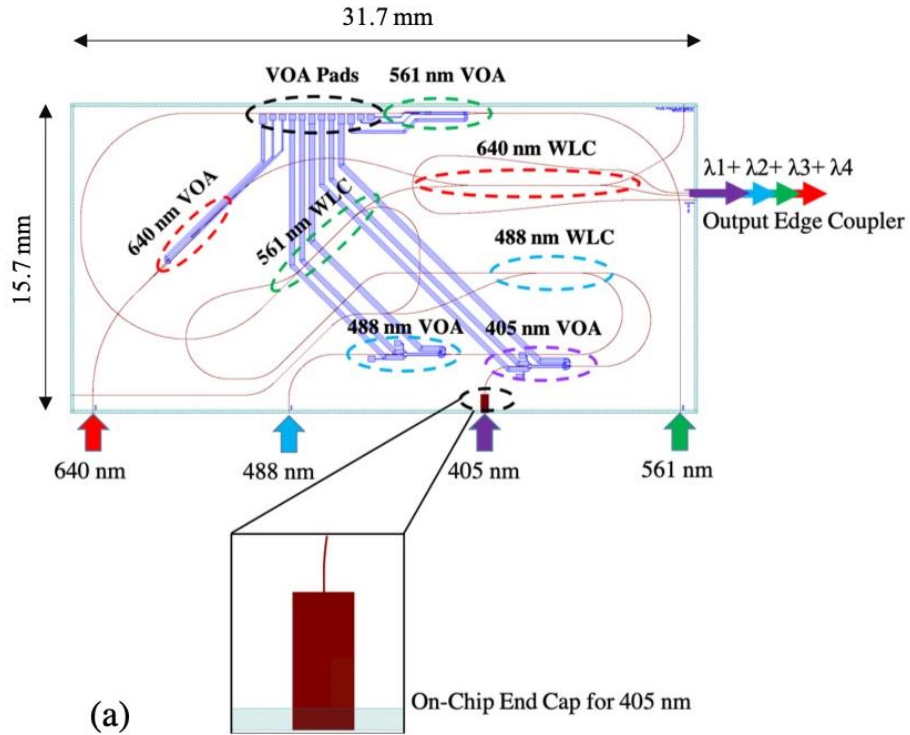 31.7 mm
VOA Pads
561 nm VOA
640 nm WLC
λ1+ λ2+ λ3+ λ4
Output Edge Coupler
640 nm VOA
561 nm WLC
15.7 mm
488 nm WLC
488 nm VOA
405 nm VOA
640 nm
488 nm
405 nm
561 nm
On-Chip End Cap for 405 nm
(a)